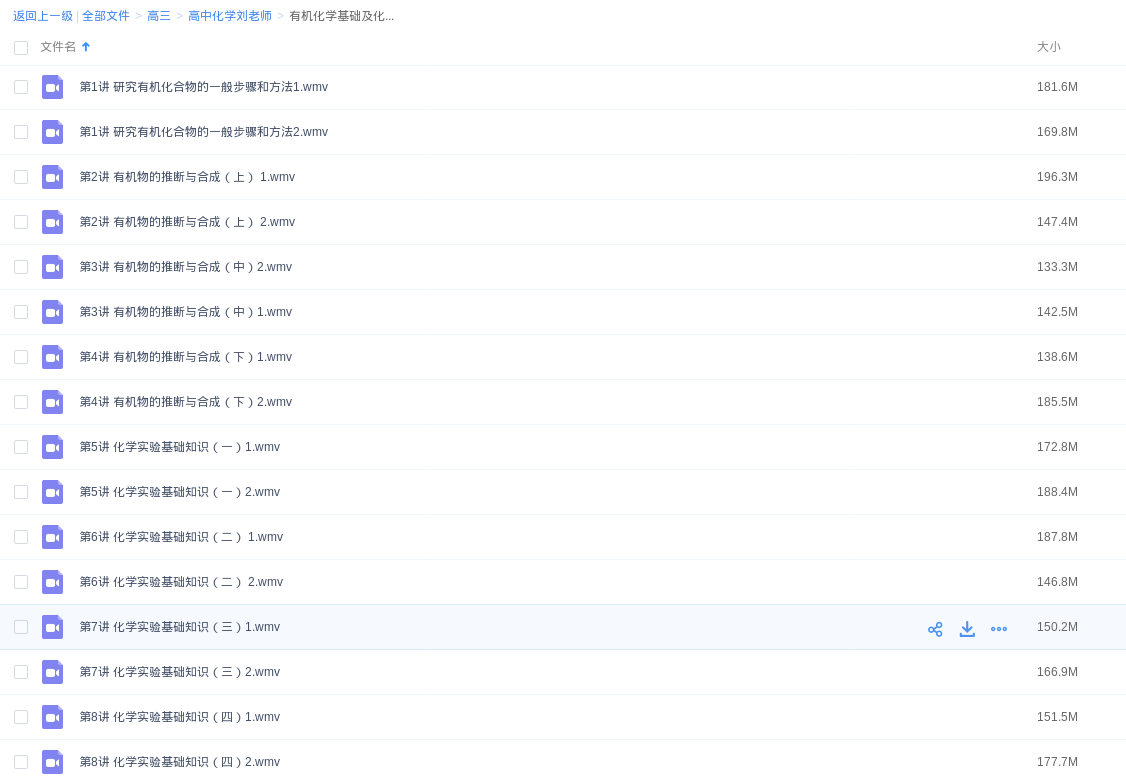 返回上一级 | 全部文件 > 高三 > 高中化学刘老师 > 有机化学基础及化...
文件名 大小
第1讲 研究有机化合物的一般步骤和方法1.wmv 181.6M
第1讲 研究有机化合物的一般步骤和方法2.wmv 169.8M
第2讲 有机物的推断与合成（上） 1.wmv 196.3M
第2讲 有机物的推断与合成（上） 2.wmv 147.4M
第3讲 有机物的推断与合成（中）2.wmv 133.3M
第3讲 有机物的推断与合成（中）1.wmv 142.5M
第4讲 有机物的推断与合成（下）1.wmv 138.6M
第4讲 有机物的推断与合成（下）2.wmv 185.5M
第5讲 化学实验基础知识（一）1.wmv 172.8M
第5讲 化学实验基础知识（一）2.wmv 188.4M
第6讲 化学实验基础知识（二） 1.wmv 187.8M
第6讲 化学实验基础知识（二） 2.wmv 146.8M
第7讲 化学实验基础知识（三）1.wmv 150.2M
第7讲 化学实验基础知识（三）2.wmv 166.9M
第8讲 化学实验基础知识（四）1.wmv 151.5M
第8讲 化学实验基础知识（四）2.wmv 177.7M